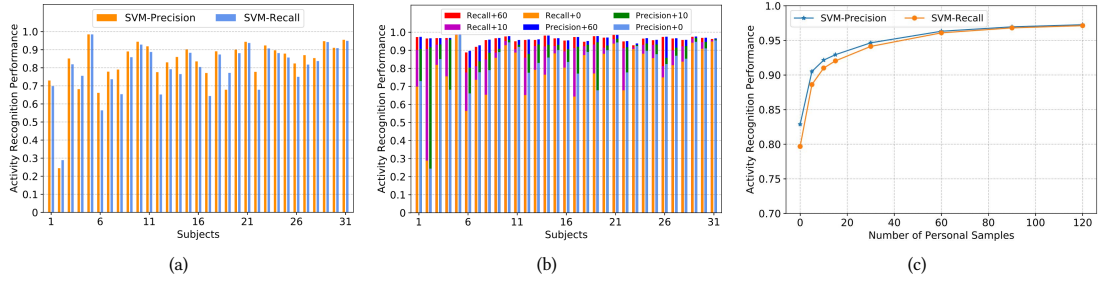 SVM-Precision
SVM-Recall
1.0
0.9
0.8
0.7
0.6
0.5
0.4
0.3
0.2
0.1
0
Activity Recognition Performance
1 6 11 16 21 26 31
Subjects
(a)
Recall+60 Recall+0 Precision+10
Recall+10 Precision+60 Precision+0
1.0
0.9
0.8
0.7
0.6
0.5
0.4
0.3
0.2
0.1
0
Activity Recognition Performance
1 6 11 16 21 26 31
Subjects
(b)
SVM-Precision SVM-Recall
1.00
0.95
0.90
0.85
0.80
0.75
0.70
Activity Recognition Performance
0 20 40 60 80 100 120
Number of Personal Samples
(c)